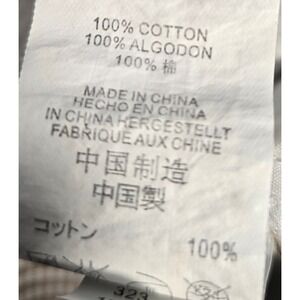 100% COTTON
100% ALGODON
100% 棉
MADE IN CHINA
HECHO EN CHINA
IN CHINA HERGESTELLT
FABRIQUE AUX CHINE
中国制造
中国製
コットン 100%
323